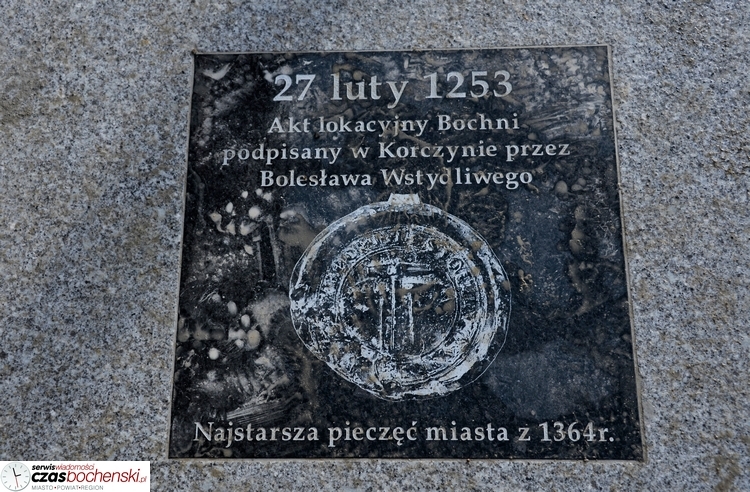 27 luty 1253
Akt lokacyjny Bochni
podpisany w Korczynie przez
Bolesława Wstydliwego
Najstarsza pieczęć miasta z 1364r.
serwis wiadomości
czasbochenski.pl
MIASTO•POWIAT•REGION